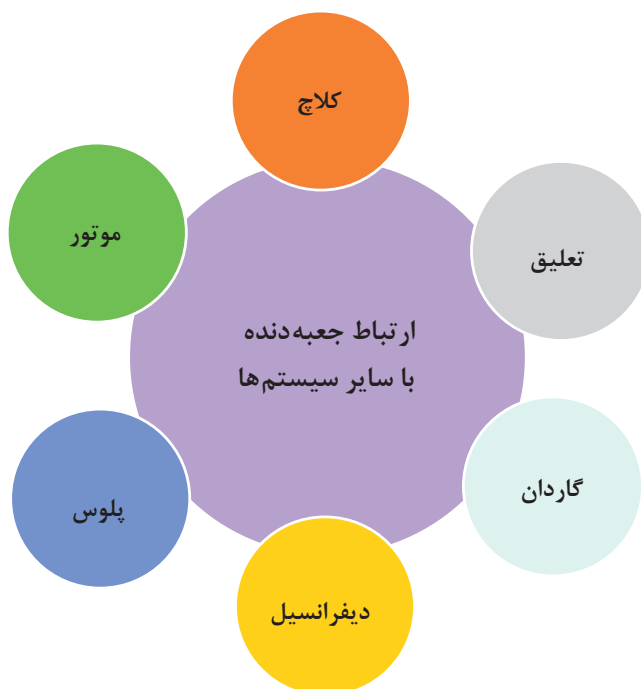 کلاچ
موتور
تعلیق
ارتباط جعبه‌دنده
با سایر سیستم‌ها
گاردان
پلوس
دیفرانسیل